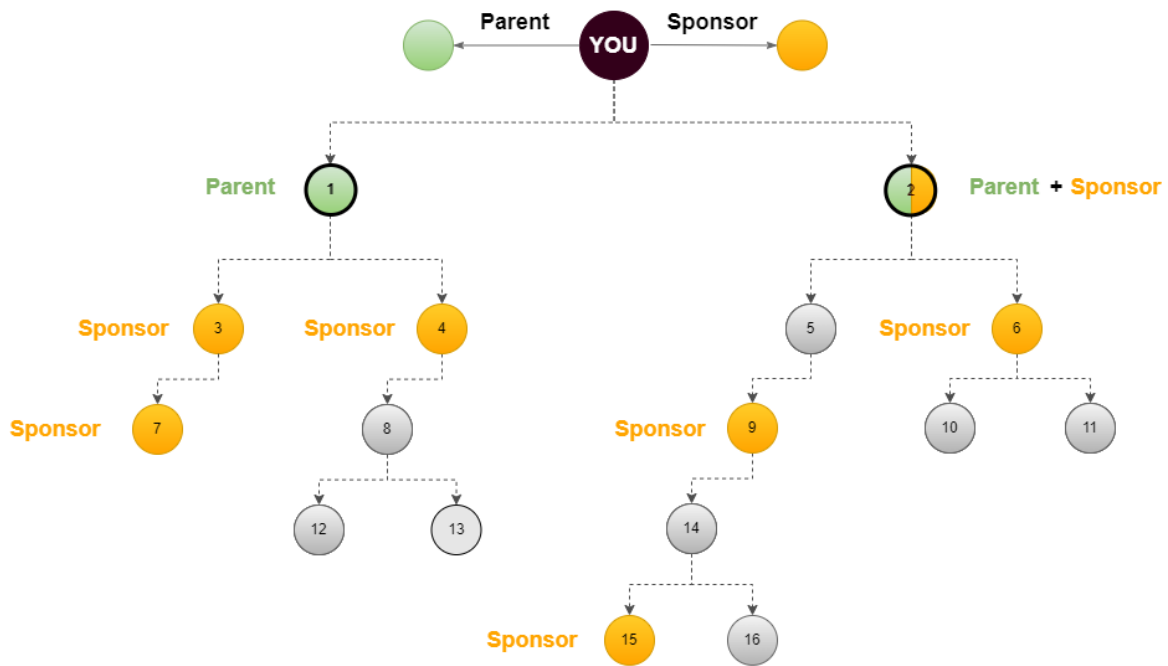 Parent YOU Sponsor
Parent 1 2 Parent + Sponsor
Sponsor 3 Sponsor 4 5 Sponsor 6
Sponsor 7 8 Sponsor 9 10 11
12 13 14
Sponsor 15 16